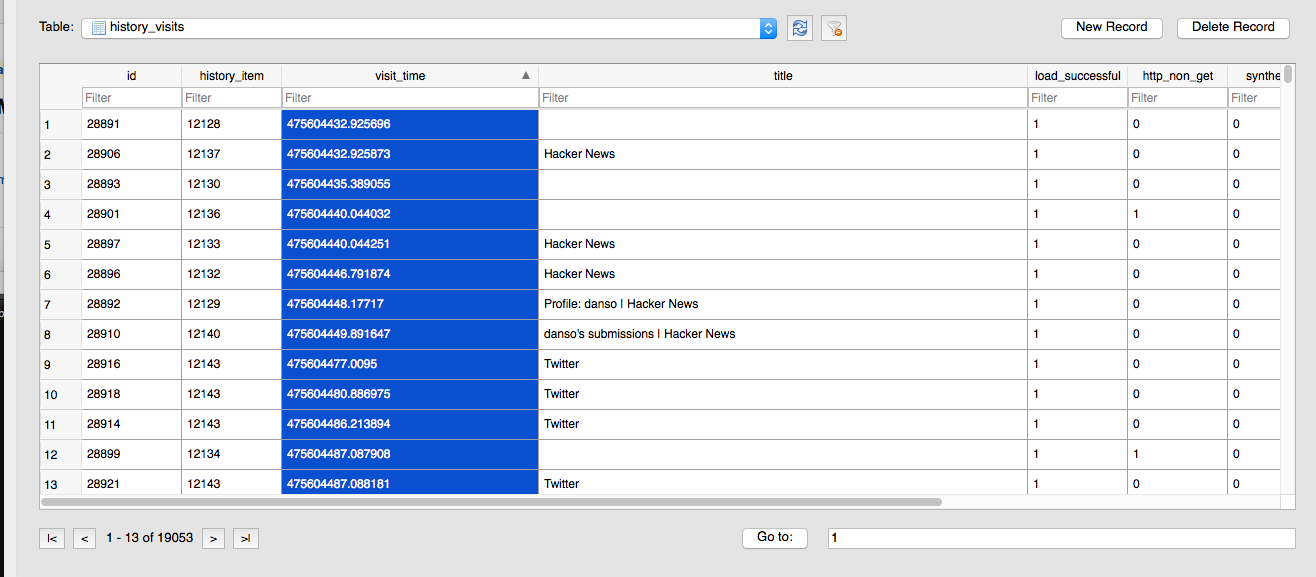 Table: history_visits New Record Delete Record
id history_item visit_time title load_successful http_non_get synthe
Filter Filter Filter Filter Filter Filter Filter
1 28891 12128 475604432.925696 1 0 0
2 28906 12137 475604432.925873 Hacker News 1 0 0
3 28893 12130 475604435.389055 1 0 0
4 28901 12136 475604440.044032 1 1 0
5 28897 12133 475604440.044251 Hacker News 1 0 0
6 28896 12132 475604446.791874 Hacker News 1 0 0
7 28892 12129 475604448.17717 Profile: danso | Hacker News 1 0 0
8 28910 12140 475604449.891647 danso's submissions | Hacker News 1 0 0
9 28916 12143 475604477.0095 Twitter 1 0 0
10 28918 12143 475604480.886975 Twitter 1 0 0
11 28914 12143 475604486.213894 Twitter 1 0 0
12 28899 12134 475604487.087908 1 1 0
13 28921 12143 475604487.088181 Twitter 1 0 0
|< < 1 - 13 of 19053 > >| Go to: 1